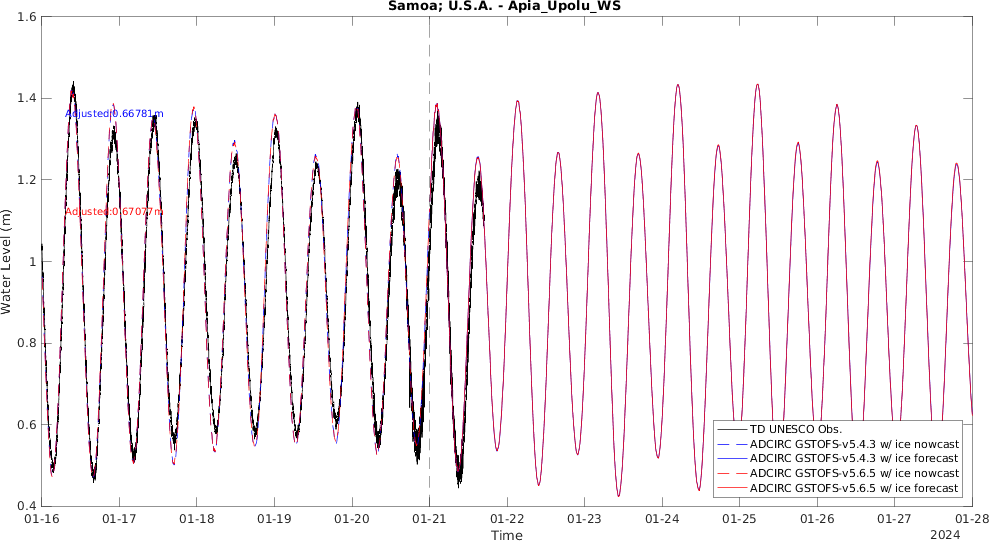 Samoa; U.S.A. - Apia_Upolu_WS
1.6
1.4
1.2
1
0.8
0.6
0.4
Water Level (m)
Adjusted:0.66781m
Adjusted:0.67077m
TD UNESCO Obs.
ADCIRC GSTOFS-v5.4.3 w/ ice nowcast
ADCIRC GSTOFS-v5.4.3 w/ ice forecast
ADCIRC GSTOFS-v5.6.5 w/ ice nowcast
ADCIRC GSTOFS-v5.6.5 w/ ice forecast
01-16 01-17 01-18 01-19 01-20 01-21 01-22 01-23 01-24 01-25 01-26 01-27 01-28
Time
2024